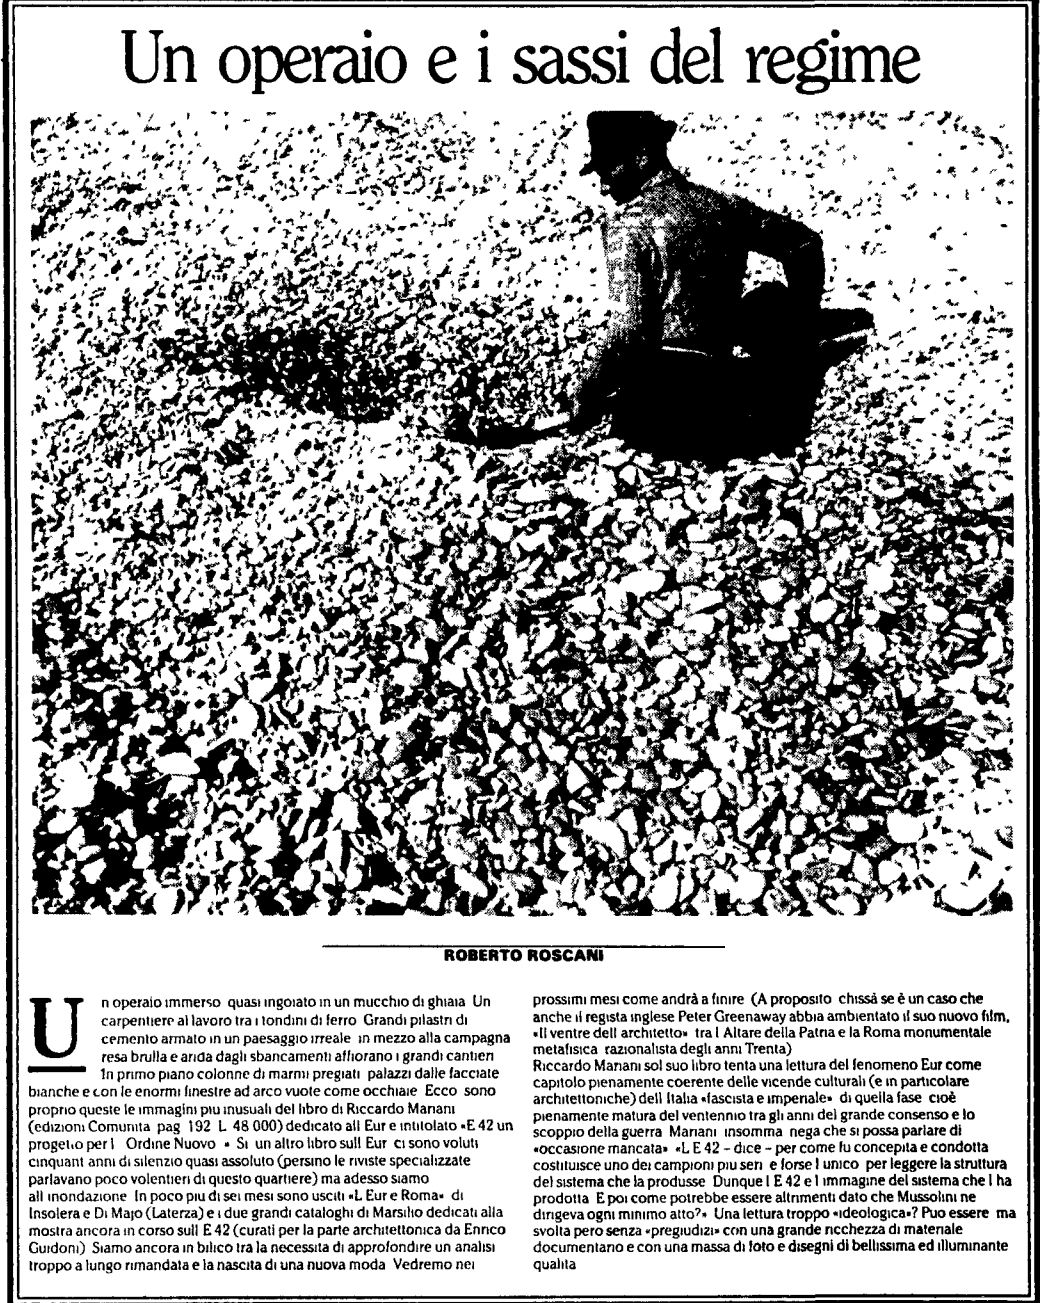 Un operaio e i sassi del regime
ROBERTO ROSCANI
Un operaio immerso quasi ingoiato in un mucchio di ghiaia Un
carpentiere al lavoro tra i tondini di ferro Grandi pilastri di
cemento armato in un paesaggio irreale in mezzo alla campagna
resa brulla e arida dagli sbancamenti affiorano i grandi cantieri
In primo piano colonne di marmi pregiati palazzi dalle facciate
bianche e con le enormi finestre ad arco vuote come occhiaie Ecco sono
proprio queste le immagini piu inusuali del libro di Riccardo Mariani
(edizioni Comunita pag 192 L 48 000) dedicato all Eur e intitolato «E 42 un
progetto per l Ordine Nuovo » Si un altro libro sull Eur ci sono voluti
cinquant anni di silenzio quasi assoluto (persino le riviste specializzate
parlavano poco volentieri di questo quartiere) ma adesso siamo
all inondazione In poco piu di sei mesi sono usciti «L Eur e Roma» di
Insolera e Di Majo (Laterza) e i due grandi cataloghi di Marsilio dedicati alla
mostra ancora in corso sull E 42 (curati per la parte architettonica da Enrico
Guidoni) Siamo ancora in bilico tra la necessita di approfondire un analisi
troppo a lungo rimandata e la nascita di una nuova moda Vedremo nei
prossimi mesi come andrà a finire (A proposito chissà se è un caso che
anche il regista inglese Peter Greenaway abbia ambientato il suo nuovo film,
«Il ventre dell architetto» tra l Altare della Patria e la Roma monumentale
metafisica razionalista degli anni Trenta)
Riccardo Mariani sol suo libro tenta una lettura del fenomeno Eur come
capitolo pienamente coerente delle vicende culturali (e in particolare
architettoniche) dell Italia «fascista e imperiale» di quella fase cioè
pienamente matura del ventennio tra gli anni del grande consenso e lo
scoppio della guerra Mariani insomma nega che si possa parlare di
«occasione mancata» «L E 42 – dice – per come fu concepita e condotta
costituisce uno dei campioni piu seri e forse l unico per leggere la struttura
del sistema che la produsse Dunque l E 42 e l immagine del sistema che l ha
prodotta E poi come potrebbe essere altrimenti dato che Mussolini ne
dirigeva ogni minimo atto?» Una lettura troppo «ideologica»? Puo essere ma
svolta pero senza «pregiudizi» con una grande ricchezza di materiale
documentario e con una massa di foto e disegni di bellissima ed illuminante
qualita